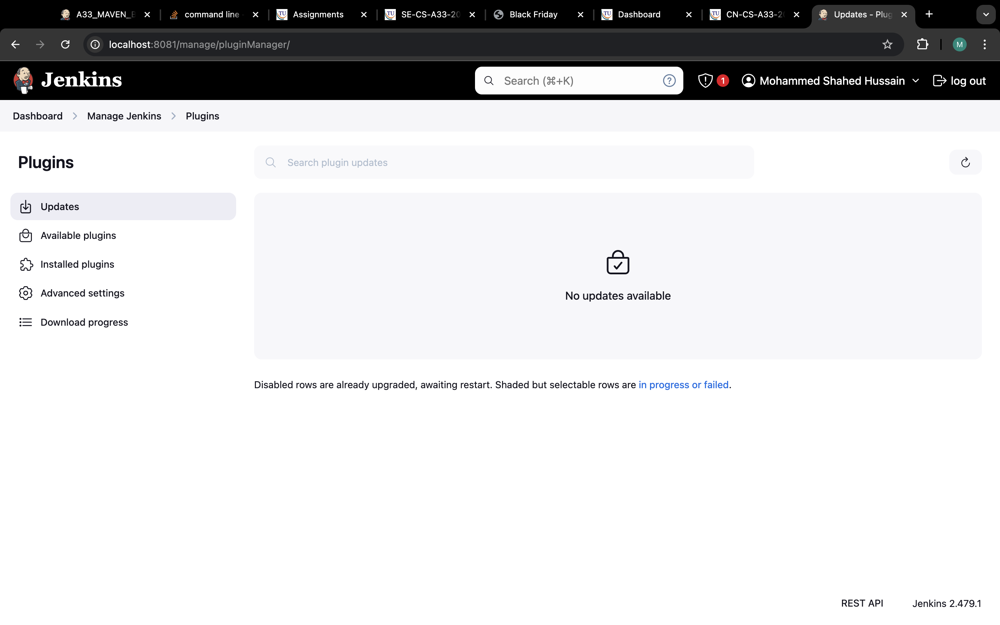 A33_MAVEN_B
command line
Assignments
SE-CS-A33-20
Black Friday
Dashboard
CN-CS-A33-20
Updates - Plug
localhost:8081/manage/pluginManager/
M
Jenkins
Search (⌘+K)
?
1
Mohammed Shahed Hussain
log out
Dashboard
Manage Jenkins
Plugins
Plugins
Search plugin updates
Updates
Available plugins
Installed plugins
Advanced settings
Download progress
No updates available
Disabled rows are already upgraded, awaiting restart. Shaded but selectable rows are in progress or failed.
REST API
Jenkins 2.479.1